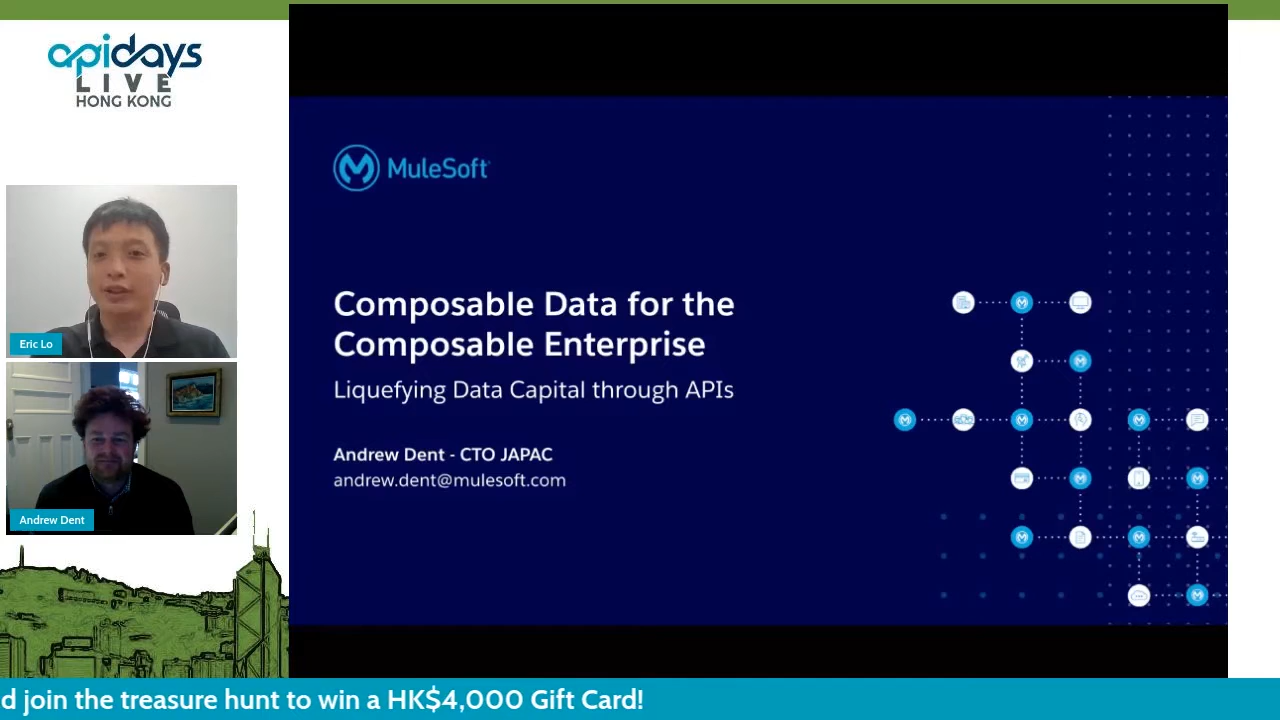 apidays
LIVE
HONG KONG
Eric Lo
Andrew Dent
MuleSoft
Composable Data for the
Composable Enterprise
Liquefying Data Capital through APIs
Andrew Dent - CTO JAPAC
andrew.dent@mulesoft.com
d join the treasure hunt to win a HK$4,000 Gift Card!